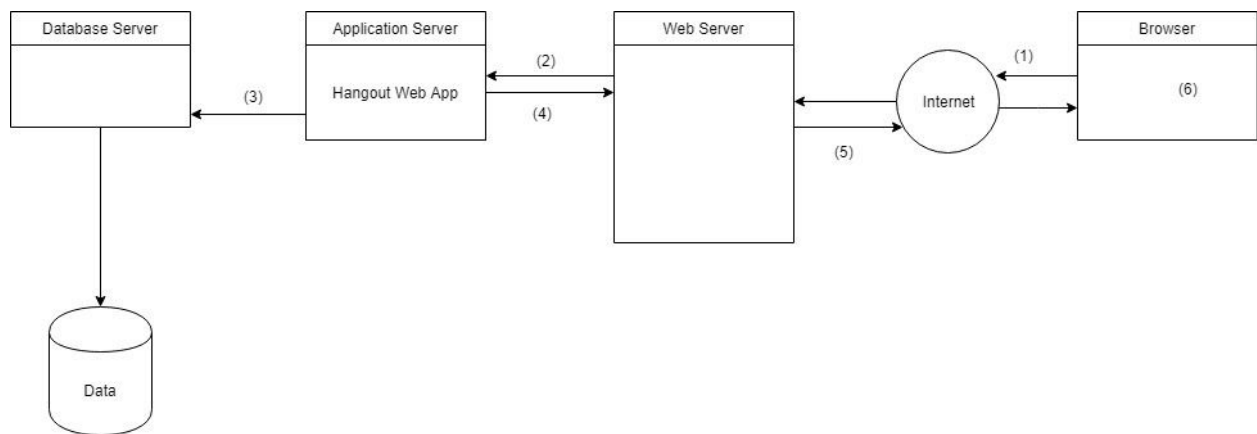 Database Server
Application Server
Web Server
Browser
(1)
(2)
Hangout Web App
(3)
(4)
Internet
(6)
(5)
Data